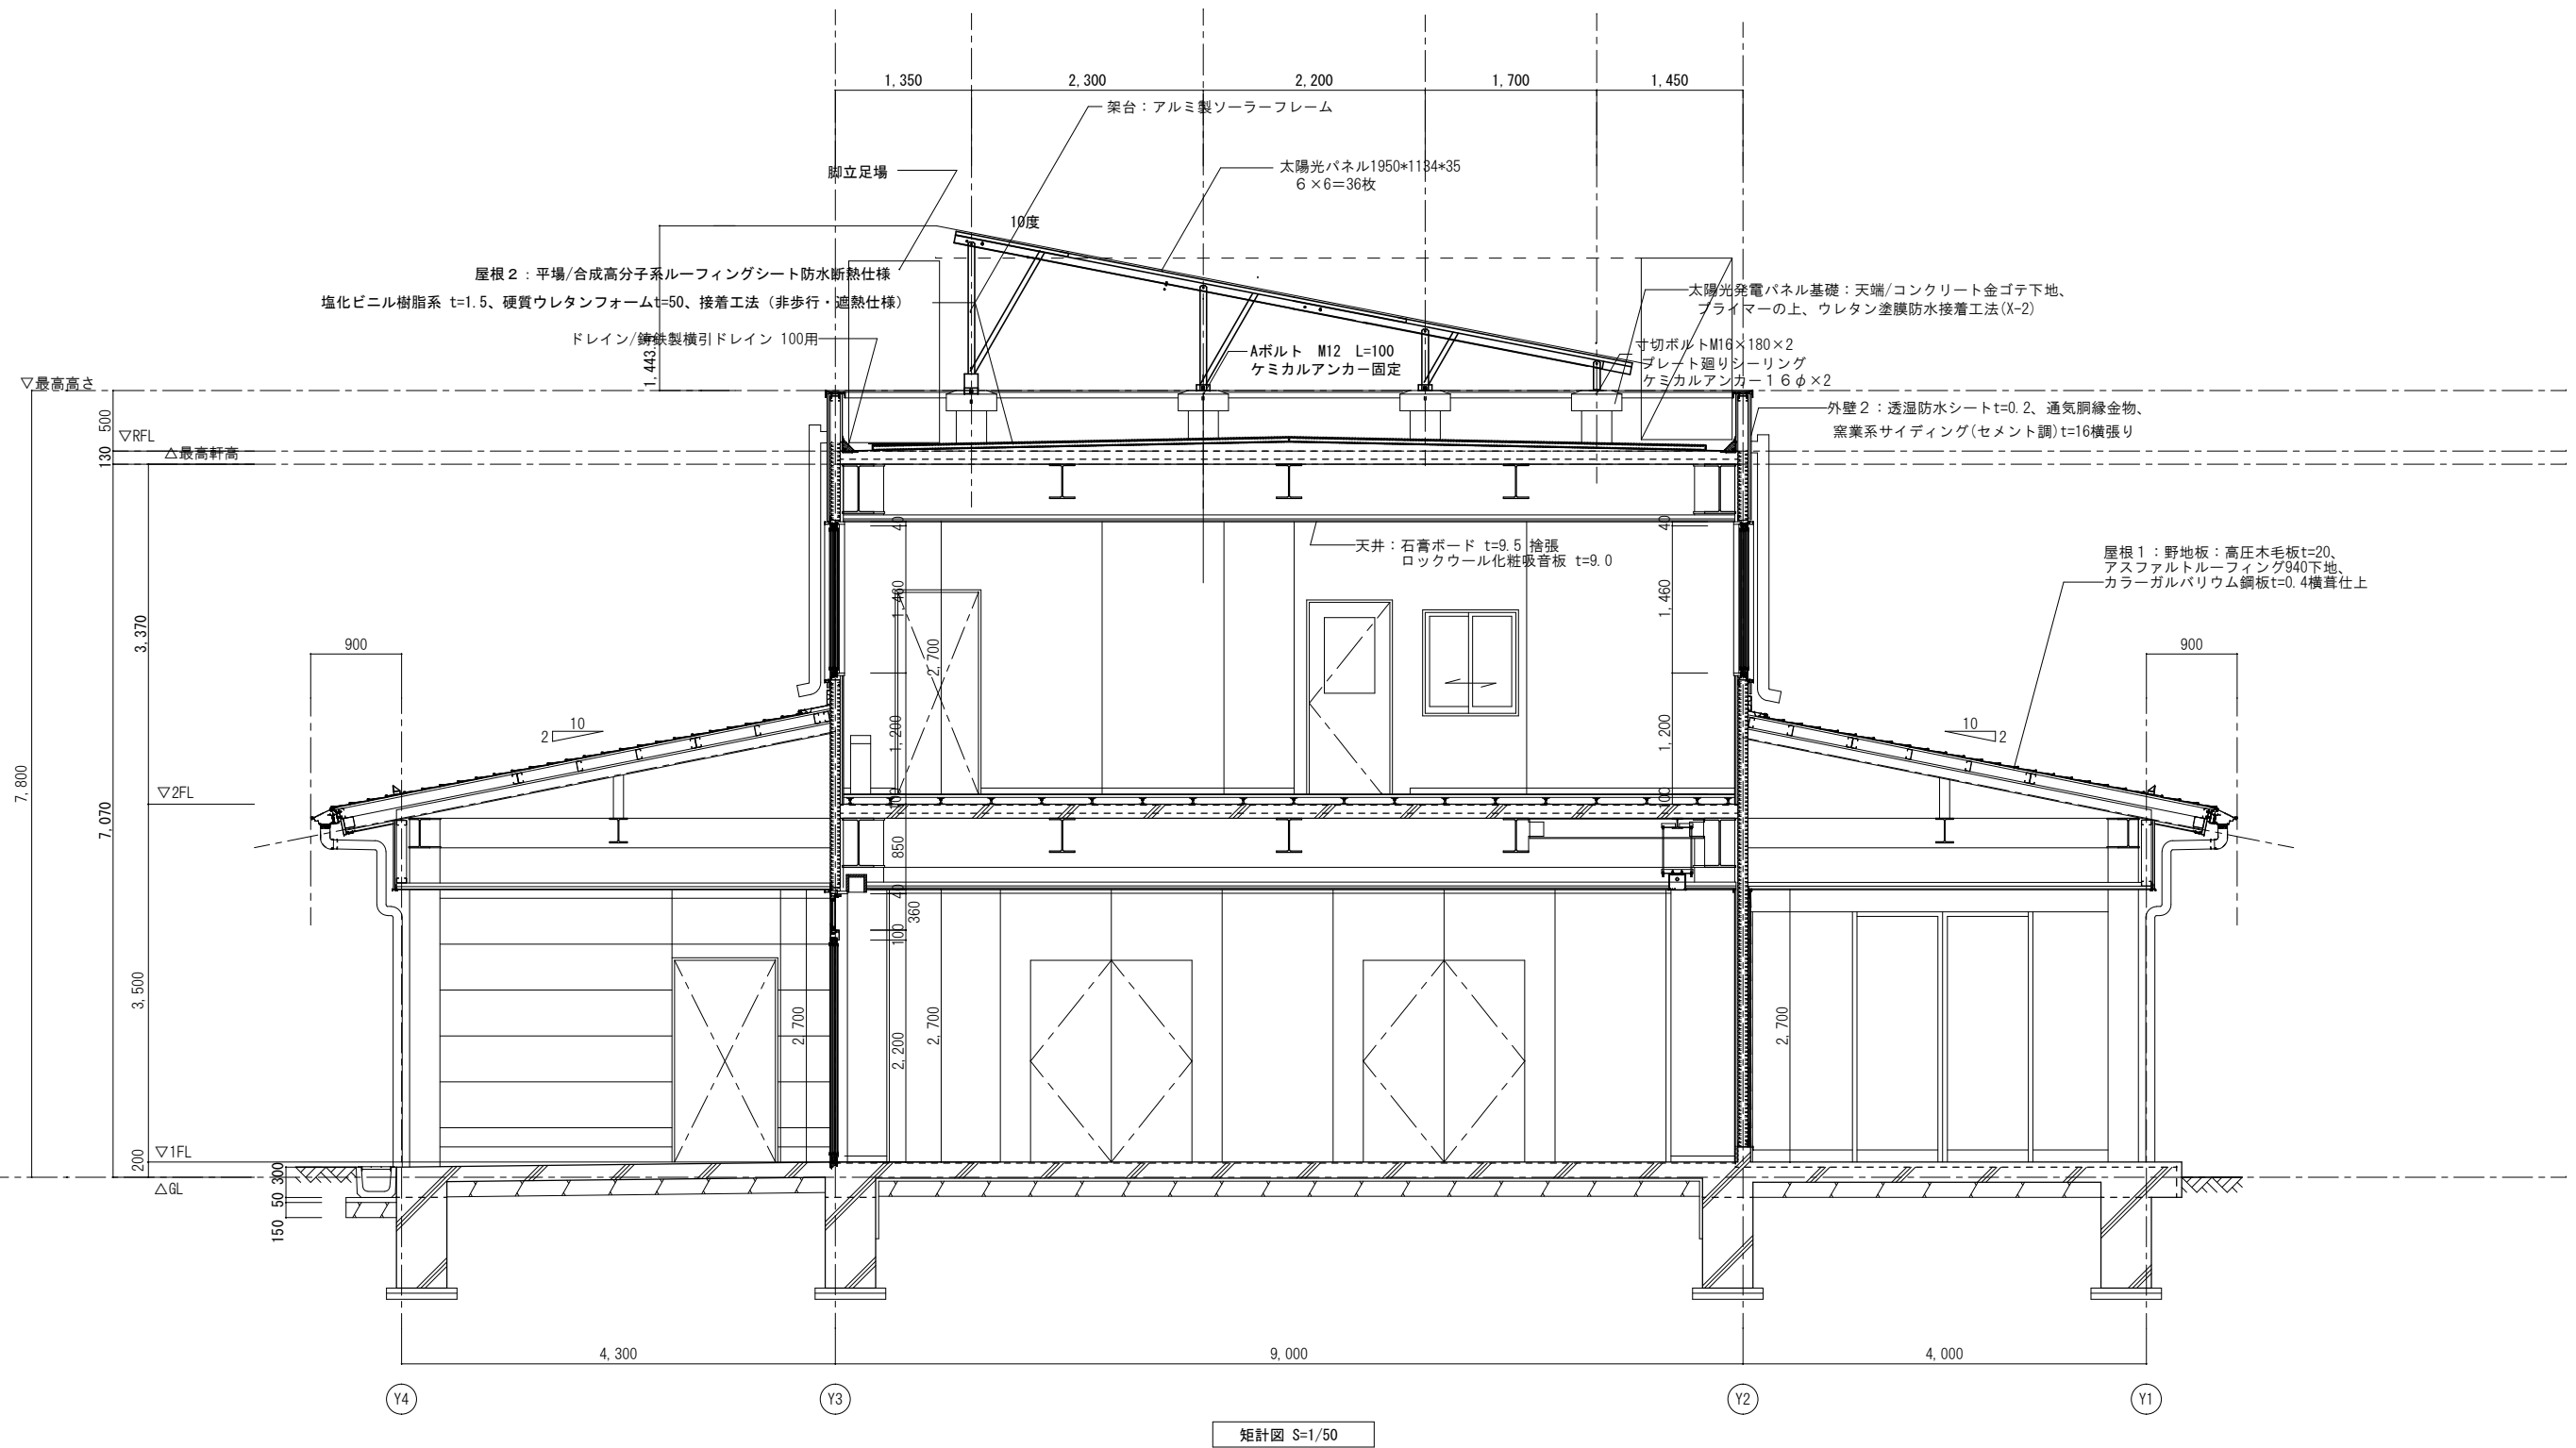 1,350
2,300
2,200
1,700
1,450
架台：アルミ製ソーラーフレーム
脚立足場
太陽光パネル1950*1134*35
６×6＝36枚
10度
屋根２：平場/合成高分子系ルーフィングシート防水断熱仕様
塩化ビニル樹脂系 t=1.5、硬質ウレタンフォームt=50、接着工法（非歩行・遮熱仕様）
太陽光発電パネル基礎：天端/コンクリート金ゴテ下地、
プライマーの上、ウレタン塗膜防水接着工法(X-2)
ドレイン/鋳鉄製横引ドレイン 100用
1,443.
Aボルト M12 L=100
ケミカルアンカー固定
寸切ボルトM16×180×2
プレート廻りシーリング
ケミカルアンカー１６φ×2
▽最高高さ
外壁２：透湿防水シートt=0.2、通気胴縁金物、
窯業系サイディング(セメント調)t=16横張り
500
▽RFL
130
△最高軒高
40
40
天井：石膏ボード t=9.5 捨張
ロックウール化粧吸音板 t=9.0
屋根１：野地板：高圧木毛板t=20、
アスファルトルーフィング940下地、
カラーガルバリウム鋼板t=0.4横葺仕上
1,460
1,460
3,370
900
2,700
900
10
2
1,200
1,200
10
2
7,800
▽2FL
100
100
7,070
850
40
360
100
3,500
2,700
2,200
2,700
2,700
▽1FL
200
△GL
300
50
150
4,300
9,000
4,000
Y4
Y3
Y2
Y1
矩計図 S=1/50